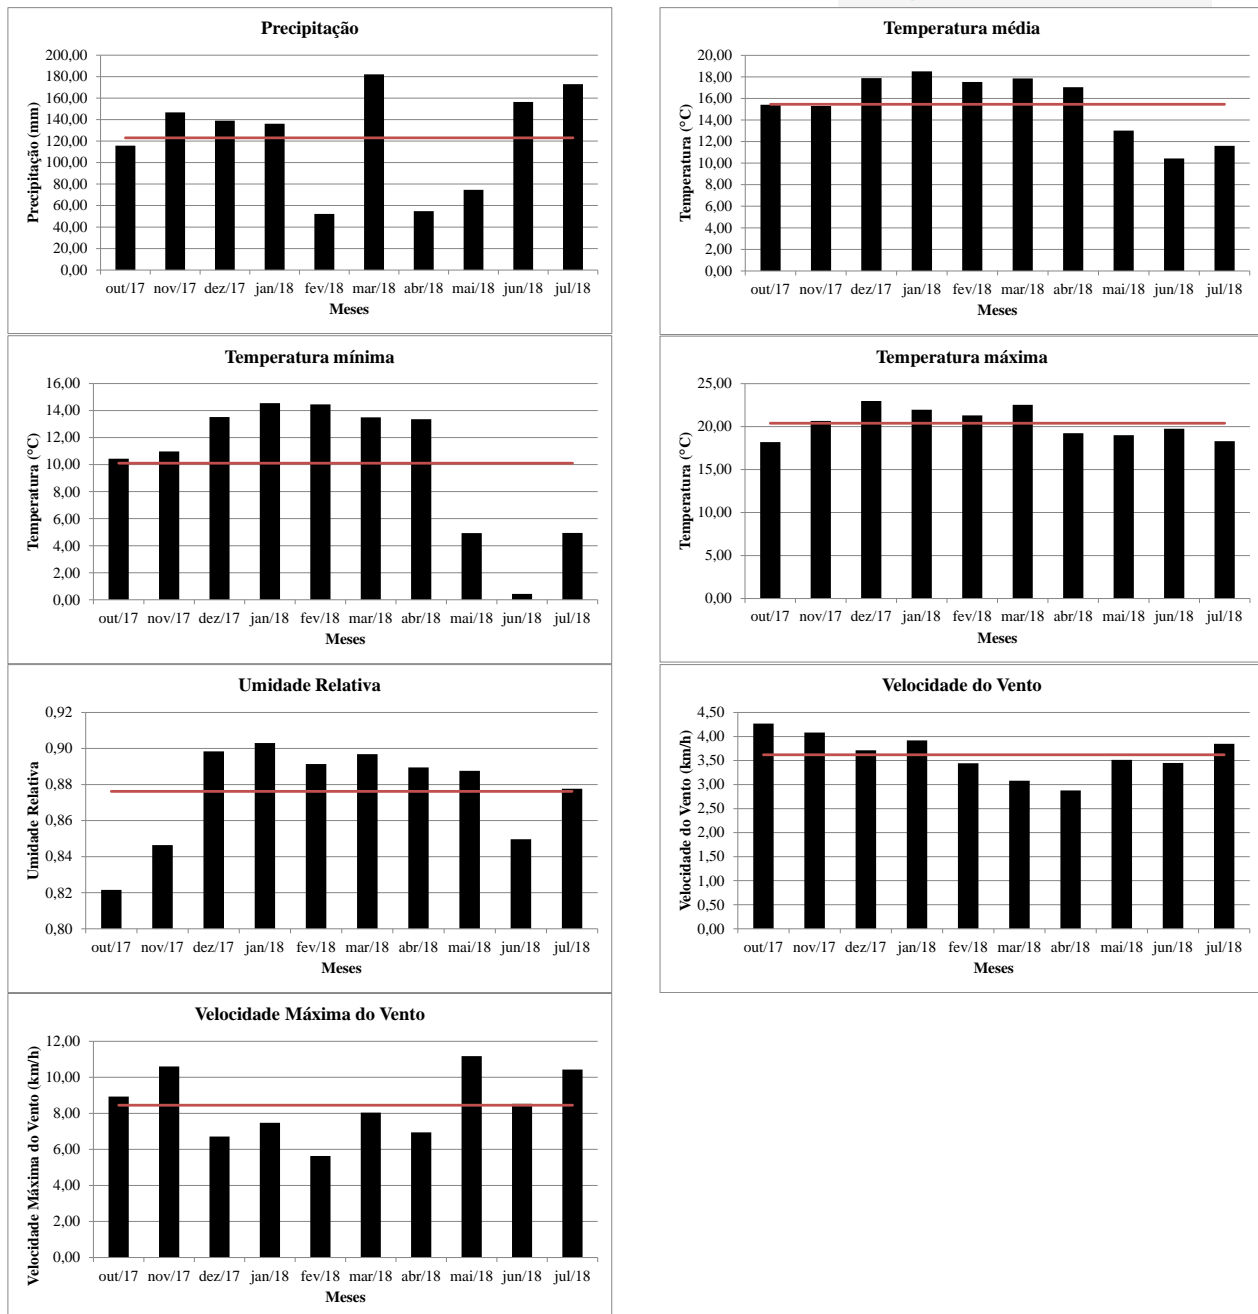 Precipitação
Precipitação (mm)
200,00
180,00
160,00
140,00
120,00
100,00
80,00
60,00
40,00
20,00
0,00
out/17 nov/17 dez/17 jan/18 fev/18 mar/18 abr/18 mai/18 jun/18 jul/18
Meses
Temperatura média
Temperatura (°C)
20,00
18,00
16,00
14,00
12,00
10,00
8,00
6,00
4,00
2,00
0,00
out/17 nov/17 dez/17 jan/18 fev/18 mar/18 abr/18 mai/18 jun/18 jul/18
Meses
Temperatura mínima
Temperatura (°C)
16,00
14,00
12,00
10,00
8,00
6,00
4,00
2,00
0,00
out/17 nov/17 dez/17 jan/18 fev/18 mar/18 abr/18 mai/18 jun/18 jul/18
Meses
Temperatura máxima
Temperatura (°C)
25,00
20,00
15,00
10,00
5,00
0,00
out/17 nov/17 dez/17 jan/18 fev/18 mar/18 abr/18 mai/18 jun/18 jul/18
Meses
Umidade Relativa
Umidade Relativa
0,92
0,90
0,88
0,86
0,84
0,82
0,80
out/17 nov/17 dez/17 jan/18 fev/18 mar/18 abr/18 mai/18 jun/18 jul/18
Meses
Velocidade do Vento
Velocidade do Vento (km/h)
4,50
4,00
3,50
3,00
2,50
2,00
1,50
1,00
0,50
0,00
out/17 nov/17 dez/17 jan/18 fev/18 mar/18 abr/18 mai/18 jun/18 jul/18
Meses
Velocidade Máxima do Vento
Velocidade Máxima do Vento (km/h)
12,00
10,00
8,00
6,00
4,00
2,00
0,00
out/17 nov/17 dez/17 jan/18 fev/18 mar/18 abr/18 mai/18 jun/18 jul/18
Meses